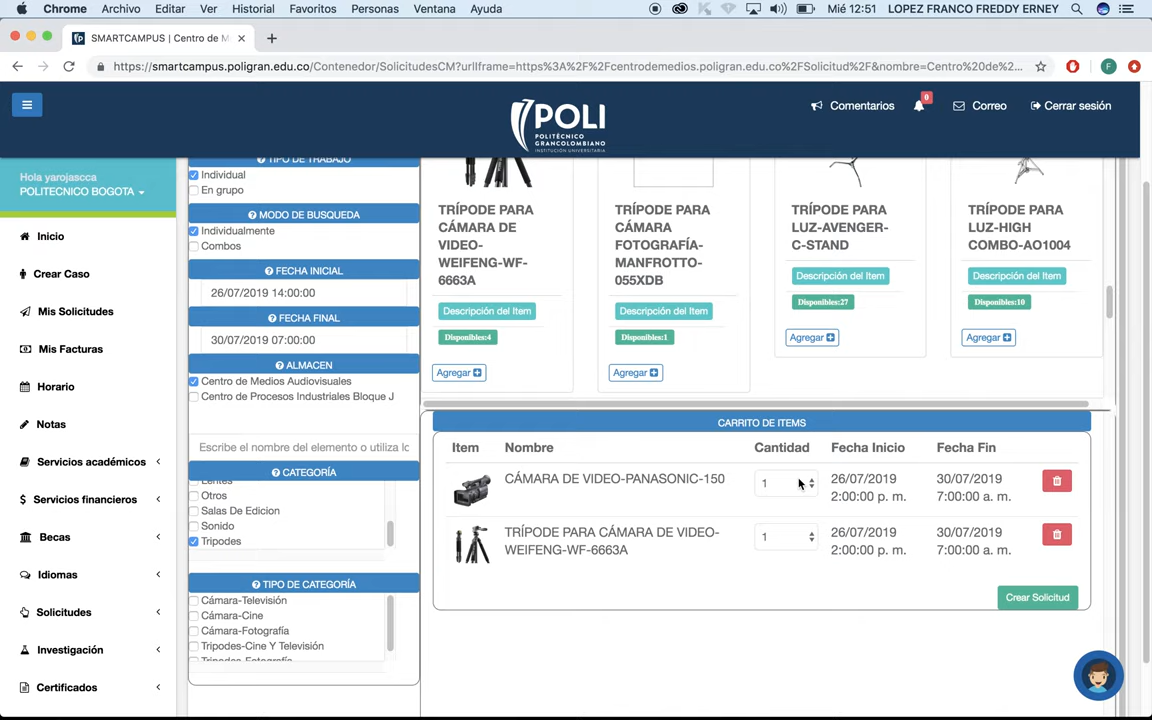 Chrome Archivo Editar Ver Historial Favoritos Personas Ventana Ayuda Mié 12:51 LOPEZ FRANCO FREDDY ERNEY
SMARTCAMPUS | Centro de M
https://smartcampus.poligran.edu.co/Contenedor/SolicitudesCM?urlIframe=https%3A%2F%2Fcentrodemedios.poligran.edu.co%2FSolicitud%2F&nombre=Centro%20de%2... F
POLI
POLITÉCNICO
GRANCOLOMBIANO
INSTITUCIÓN UNIVERSITARIA
Comentarios 0 Correo Cerrar sesión
Hola yarojascca
POLITECNICO BOGOTA
Inicio
Crear Caso
Mis Solicitudes
Mis Facturas
Horario
Notas
Servicios académicos
Servicios financieros
Becas
Idiomas
Solicitudes
Investigación
Certificados
TIPO DE TRABAJO
Individual
En grupo
MODO DE BUSQUEDA
Individualmente
Combos
FECHA INICIAL
26/07/2019 14:00:00
FECHA FINAL
30/07/2019 07:00:00
ALMACEN
Centro de Medios Audiovisuales
Centro de Procesos Industriales Bloque J
Escribe el nombre del elemento o utiliza lo
CATEGORÍA
Lentes
Otros
Salas De Edicion
Sonido
Tripodes
TIPO DE CATEGORÍA
Cámara-Televisión
Cámara-Cine
Cámara-Fotografía
Tripodes-Cine Y Televisión
Tripodes-Fotografía
TRÍPODE PARA
CÁMARA DE
VIDEO-
WEIFENG-WF-
6663A
Descripción del Item
Disponibles:4
Agregar
TRÍPODE PARA
CÁMARA
FOTOGRAFÍA-
MANFROTTO-
055XDB
Descripción del Item
Disponibles:1
Agregar
TRÍPODE PARA
LUZ-AVENGER-
C-STAND
Descripción del Item
Disponibles:27
Agregar
TRÍPODE PARA
LUZ-HIGH
COMBO-AO1004
Descripción del Item
Disponibles:10
Agregar
CARRITO DE ITEMS
Item Nombre Cantidad Fecha Inicio Fecha Fin
CÁMARA DE VIDEO-PANASONIC-150 1 26/07/2019 30/07/2019
2:00:00 p. m. 7:00:00 a. m.
TRÍPODE PARA CÁMARA DE VIDEO- 1 26/07/2019 30/07/2019
WEIFENG-WF-6663A 2:00:00 p. m. 7:00:00 a. m.
Crear Solicitud